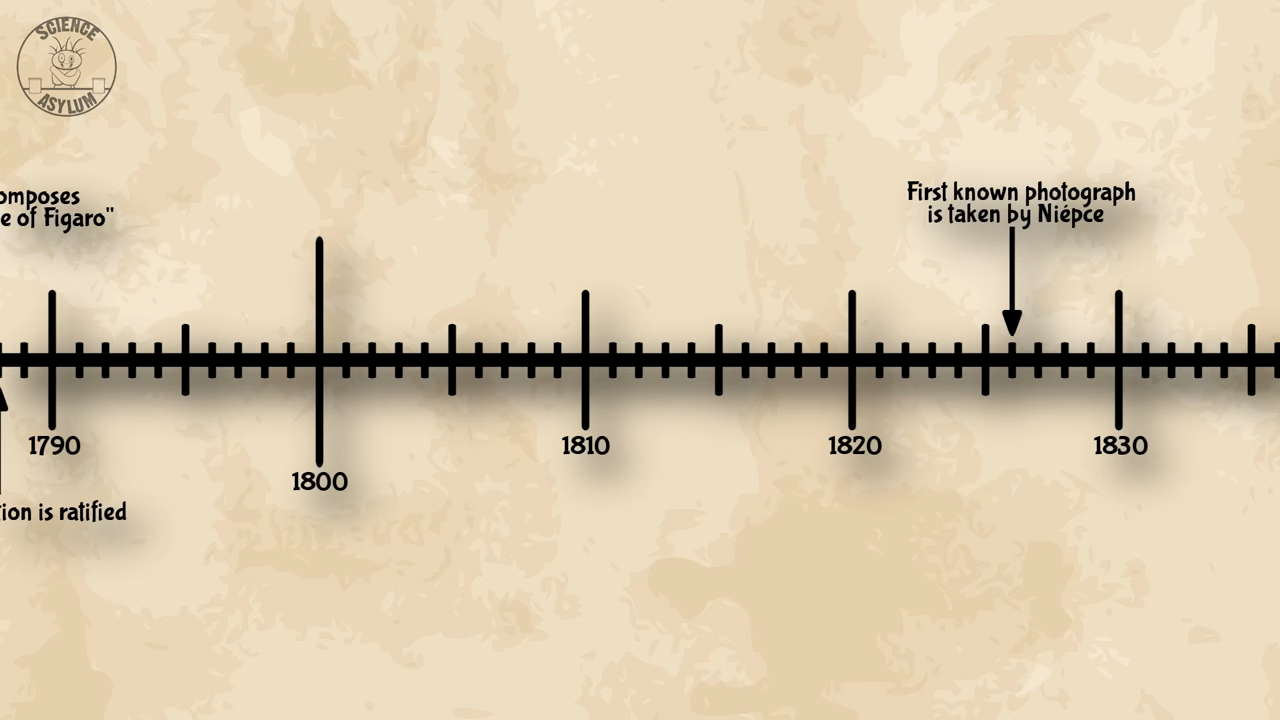 SCIENCE
ASYLUM
omposes
e of Figaro"
First known photograph
is taken by Niépce
1790
1800
1810
1820
1830
tion is ratified